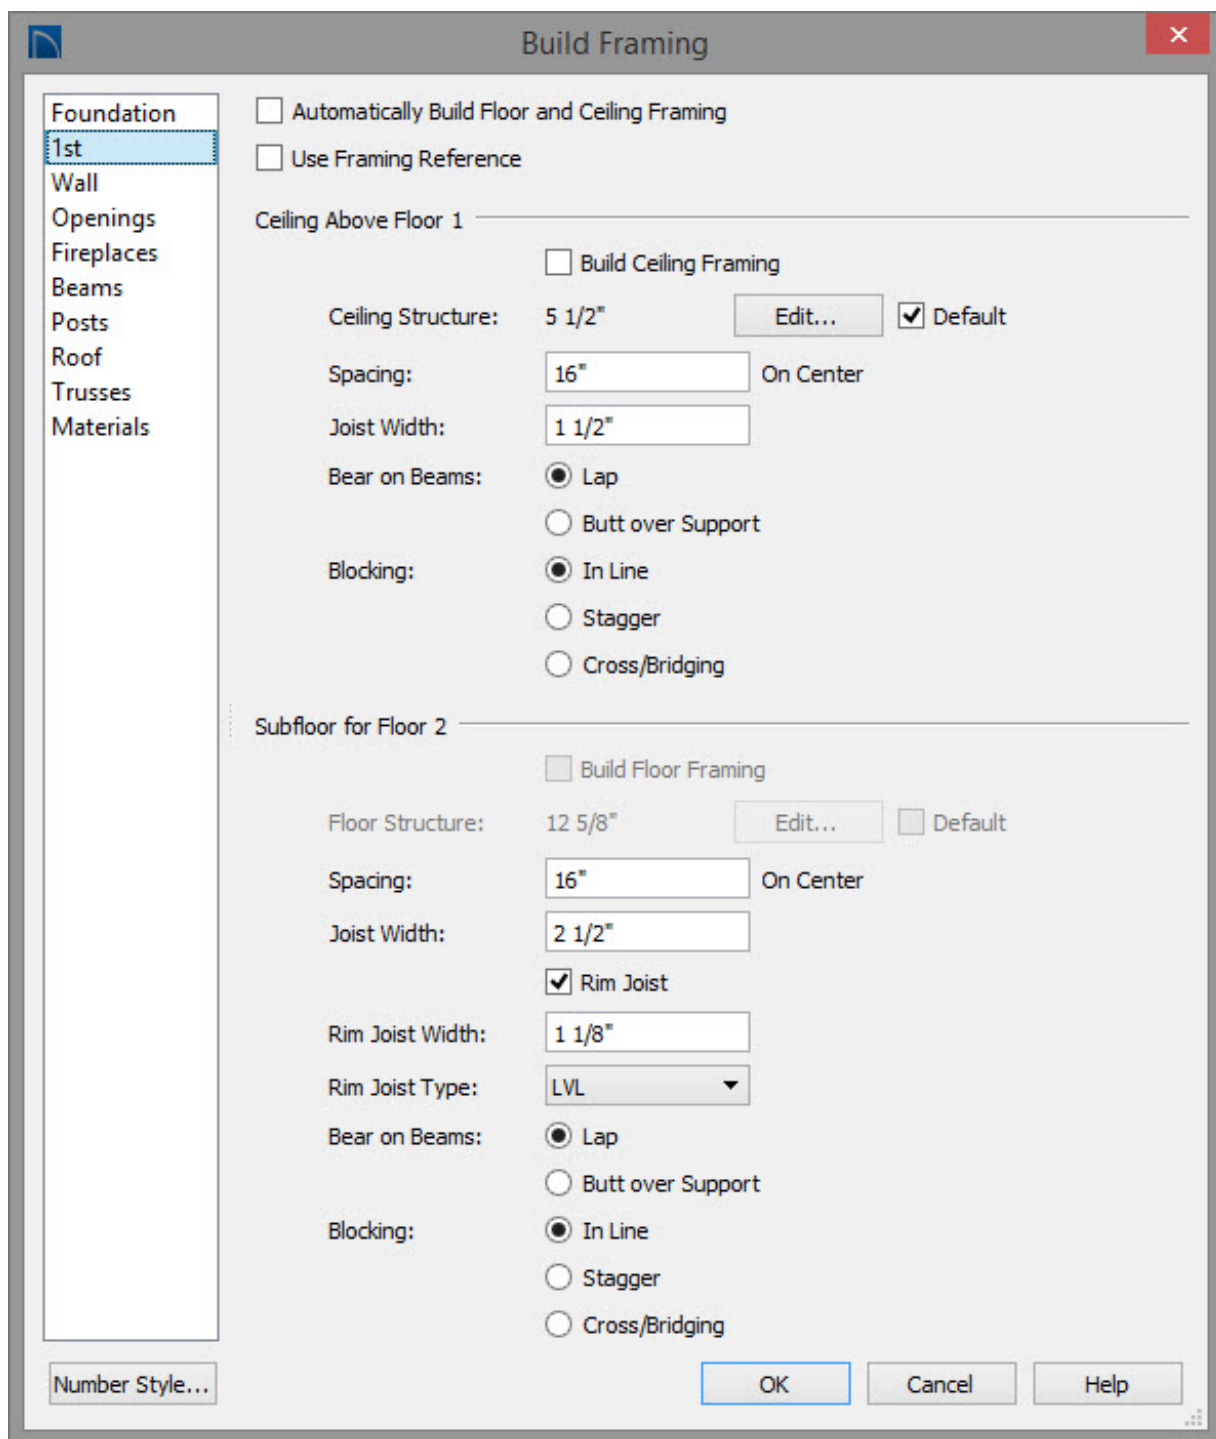 Build Framing
Foundation
1st
Wall
Openings
Fireplaces
Beams
Posts
Roof
Trusses
Materials
Automatically Build Floor and Ceiling Framing
Use Framing Reference
Ceiling Above Floor 1
Build Ceiling Framing
Ceiling Structure: 5 1/2" Edit... Default
Spacing: 16" On Center
Joist Width: 1 1/2"
Bear on Beams: Lap
Butt over Support
Blocking: In Line
Stagger
Cross/Bridging
Subfloor for Floor 2
Build Floor Framing
Floor Structure: 12 5/8" Edit... Default
Spacing: 16" On Center
Joist Width: 2 1/2"
Rim Joist
Rim Joist Width: 1 1/8"
Rim Joist Type: LVL
Bear on Beams: Lap
Butt over Support
Blocking: In Line
Stagger
Cross/Bridging
Number Style... OK Cancel Help